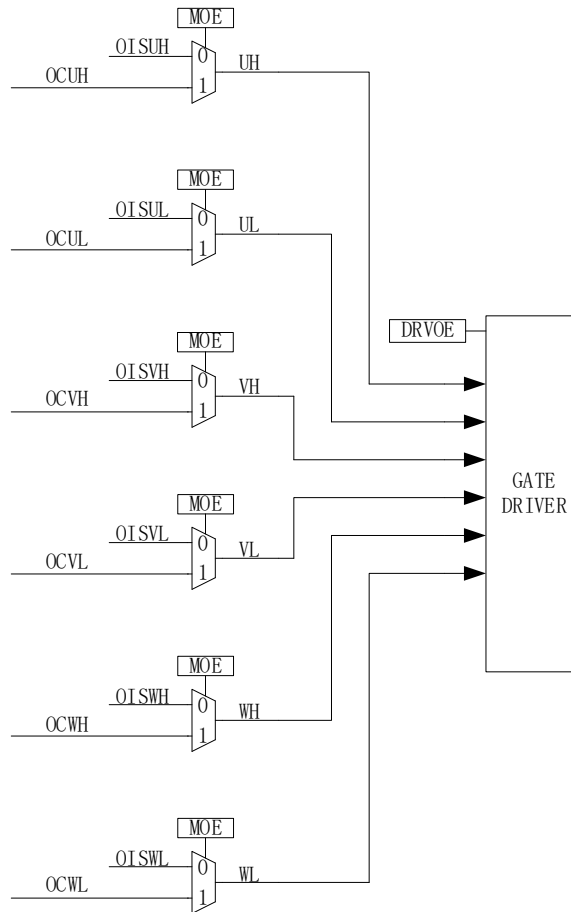 MOE
OISUH
0
UH
OCUH
1
MOE
OISUL
0
UL
OCUL
1
DRVOE
MOE
OISVH
0
VH
OCVH
1
GATE
DRIVER
MOE
OISVL
0
VL
OCVL
1
MOE
OISWH
0
WH
OCWH
1
MOE
OISWL
0
WL
OCWL
1